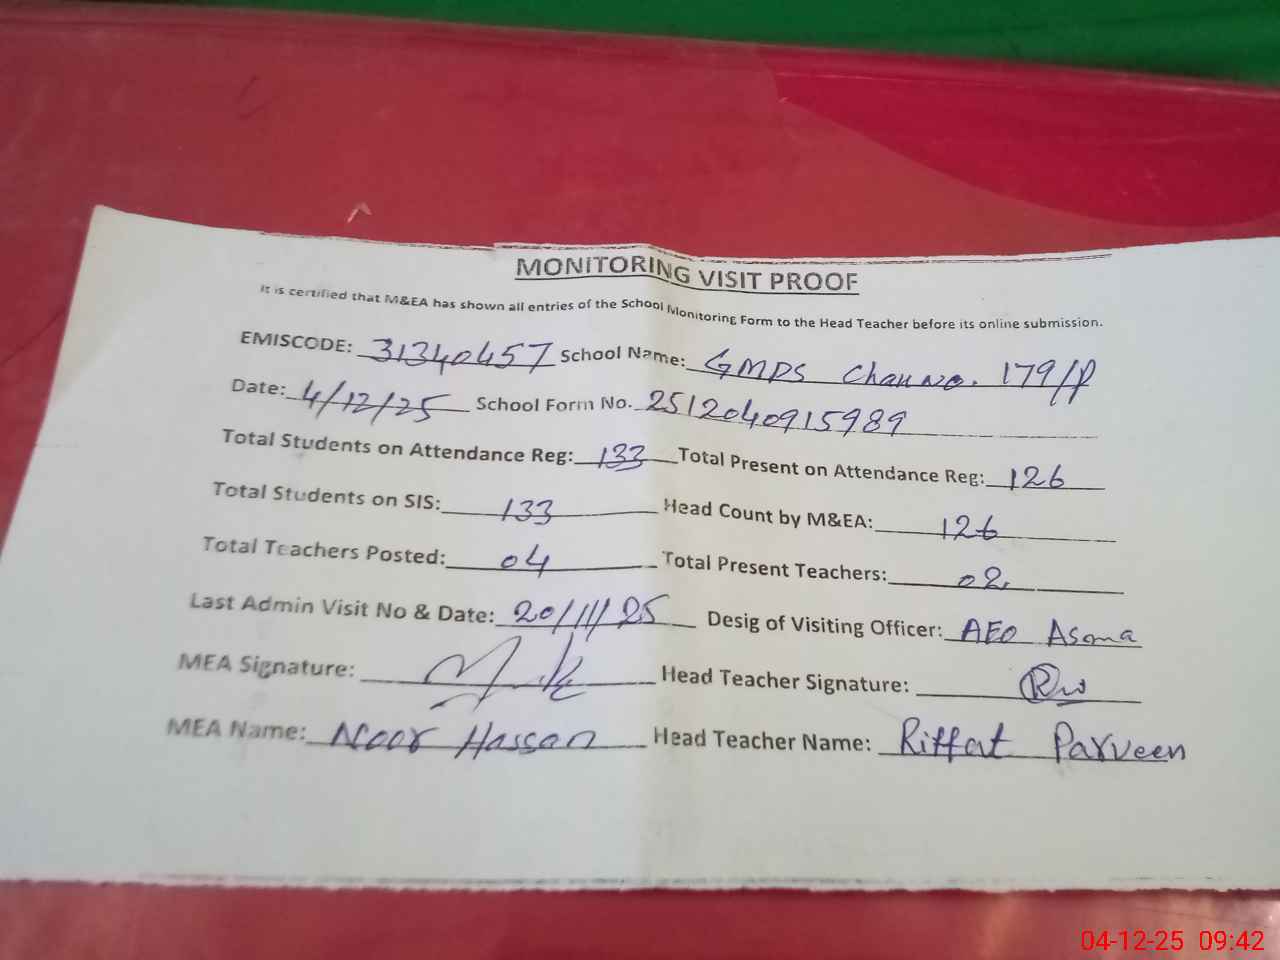 MONITORING VISIT PROOF
It is certified that M&EA has shown all entries of the School Monitoring Form to the Head Teacher before its online submission.
EMISCODE: 31340457 School Name: GMPS Chak No. 179/P
Date: 4/12/25 School Form No. 2512040915989
Total Students on Attendance Reg: 133 Total Present on Attendance Reg: 126
Total Students on SIS: 133 Head Count by M&EA: 126
Total Teachers Posted: 04 Total Present Teachers: 02
Last Admin Visit No & Date: 20/11/25 Desig of Visiting Officer: AEO Asma
MEA Signature: Head Teacher Signature:
MEA Name: Noor Hassan Head Teacher Name: Riffat Parveen
04-12-25 09:42